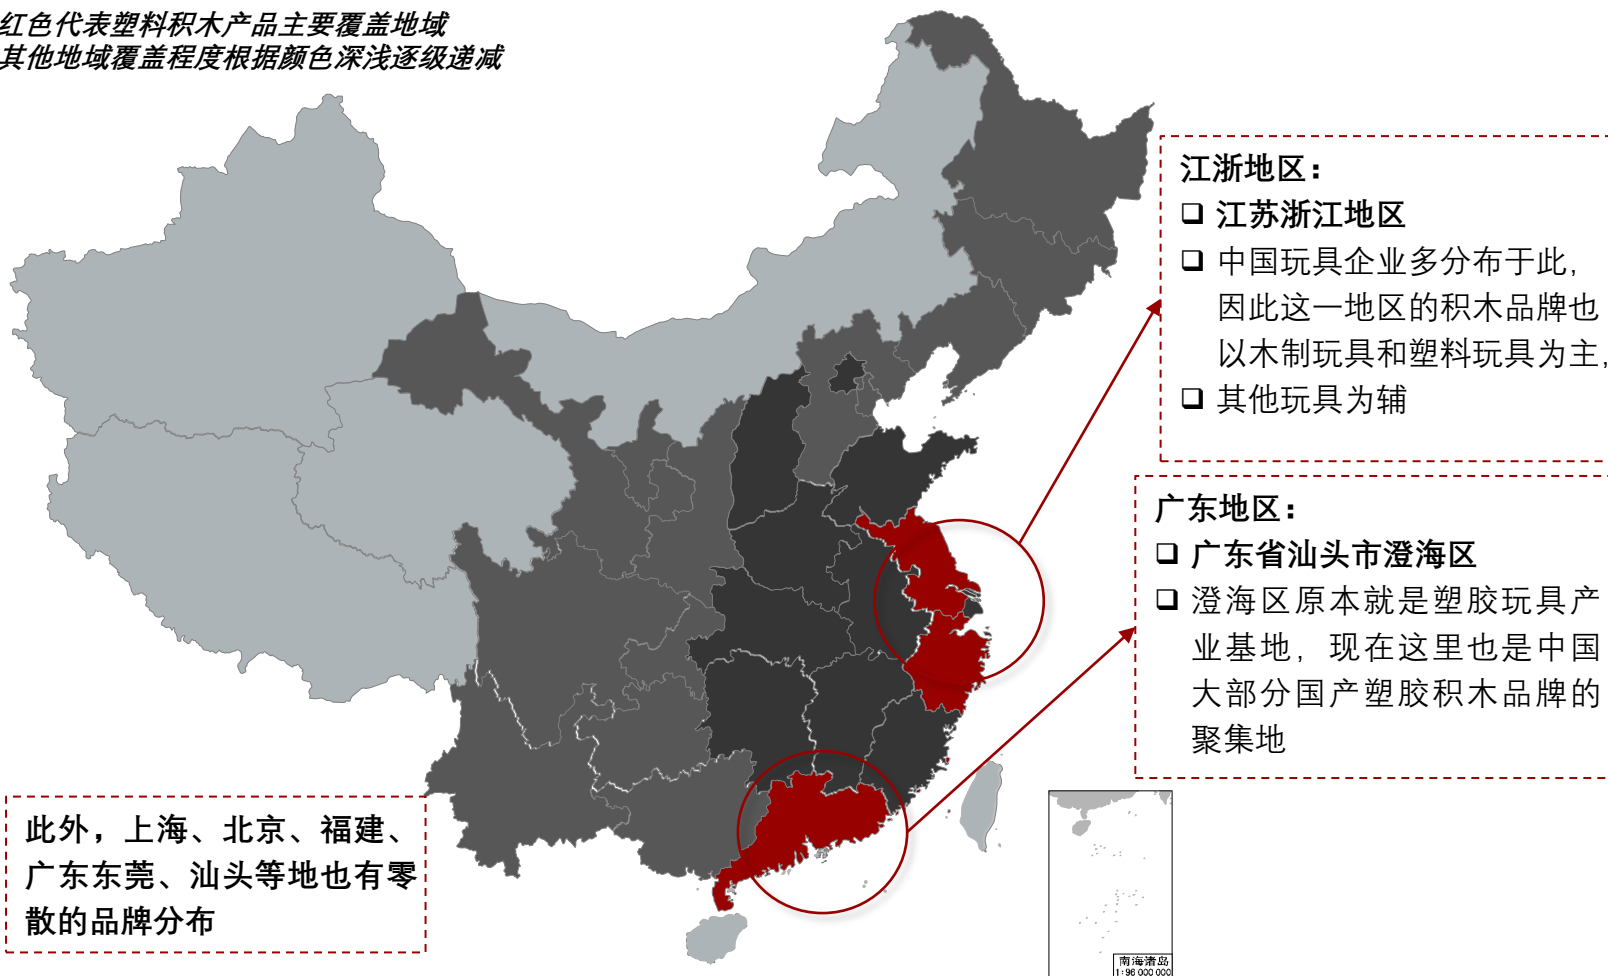 红色代表塑料积木产品主要覆盖地域
其他地域覆盖程度根据颜色深浅逐级递减
江浙地区：
江苏浙江地区
中国玩具企业多分布于此，
因此这一地区的积木品牌也
以木制玩具和塑料玩具为主，
其他玩具为辅
广东地区：
广东省汕头市澄海区
澄海区原本就是塑胶玩具产
业基地，现在这里也是中国
大部分国产塑胶积木品牌的
聚集地
此外，上海、北京、福建、
广东东莞、汕头等地也有零
散的品牌分布
南海诸岛
1:96 000 000